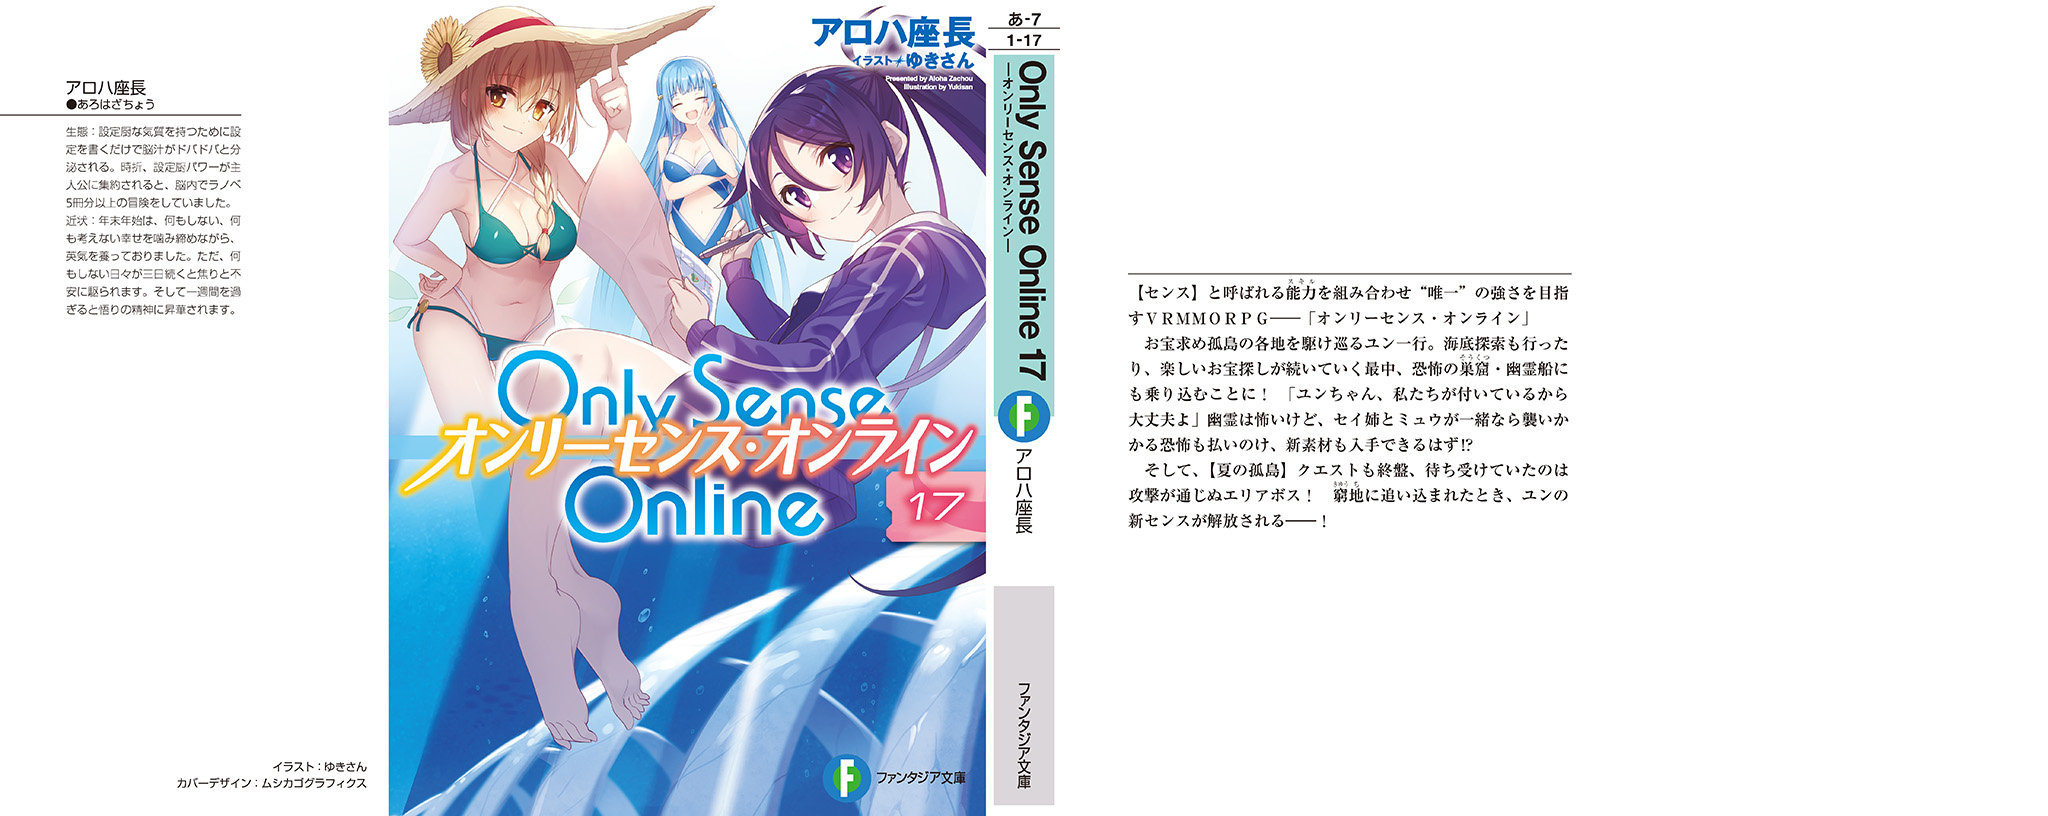 アロハ座長
●あろはざちょう
生態：設定厨な気質を持つために設
定を書くだけで脳汁がドバドバと分
泌される。時折、設定厨パワーが主
人公に集約されると、脳内でラノベ
5冊分以上の冒険をしていました。
近状：年末年始は、何もしない、何
も考えない幸せを噛み締めながら、
英気を養っておりました。ただ、何
もしない日々が三日続くと焦りと不
安に駆られます。そして一週間を過
ぎると悟りの精神に昇華されます。
イラスト：ゆきさん
カバーデザイン：ムシカゴグラフィクス
アロハ座長
イラスト ゆきさん
Presented by Aloha Zachou
Illustration by Yukisan
Only Sense
オンリーセンス・オンライン
Online
17
F ファンタジア文庫
あ-7
1-17
Only Sense Online 17
―オンリーセンス・オンライン―
F
アロハ座長
ファンタジア文庫
スキル
【センス】と呼ばれる能力を組み合わせ“唯一”の強さを目指
すＶＲＭＭＯＲＰＧ――「オンリーセンス・オンライン」
お宝求め孤島の各地を駆け巡るユン一行。海底探索も行った
そうくつ
り、楽しいお宝探しが続いていく最中、恐怖の巣窟・幽霊船に
も乗り込むことに！ 「ユンちゃん、私たちが付いているから
大丈夫よ」幽霊は怖いけど、セイ姉とミュウが一緒なら襲いか
かる恐怖も払いのけ、新素材も入手できるはず!?
そして、【夏の孤島】クエストも終盤、待ち受けていたのは
きゅうち
攻撃が通じぬエリアボス！ 窮地に追い込まれたとき、ユンの
新センスが解放される――！